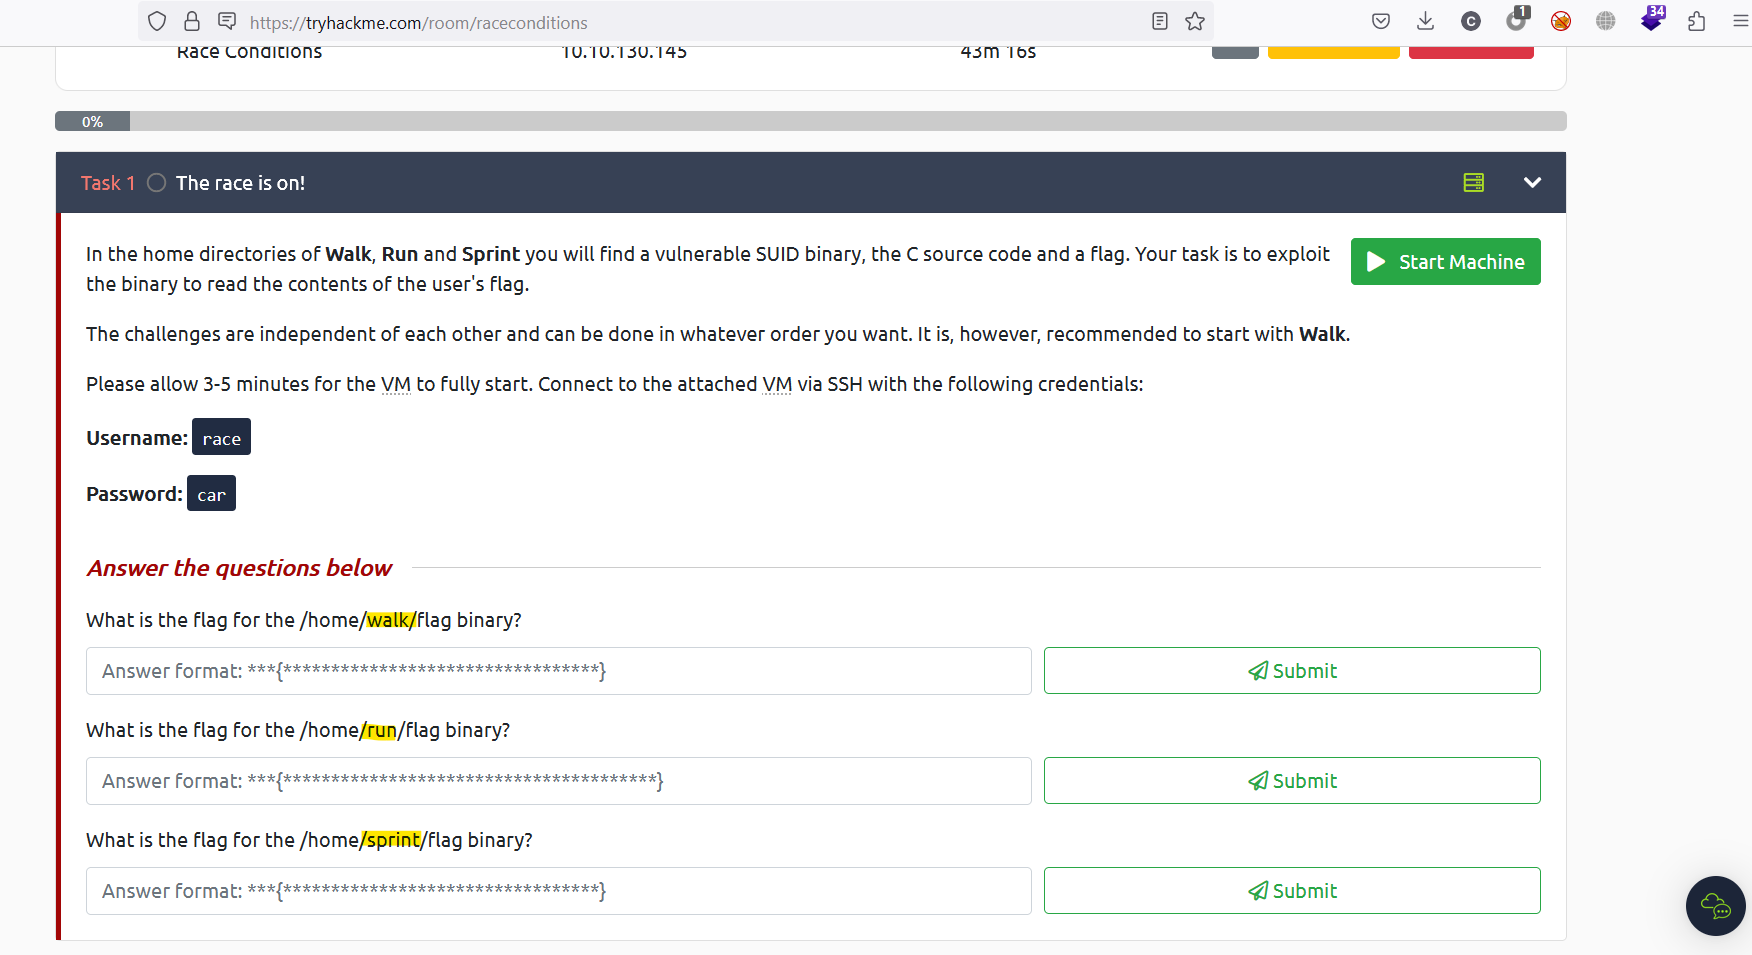 https://tryhackme.com/room/raceconditions
C
1
34
Race Conditions 10.10.130.145 43m 16s
0%
Task 1 The race is on!
In the home directories of Walk, Run and Sprint you will find a vulnerable SUID binary, the C source code and a flag. Your task is to exploit
the binary to read the contents of the user's flag.
Start Machine
The challenges are independent of each other and can be done in whatever order you want. It is, however, recommended to start with Walk.
Please allow 3-5 minutes for the VM to fully start. Connect to the attached VM via SSH with the following credentials:
Username: race
Password: car
Answer the questions below
What is the flag for the /home/walk/flag binary?
Answer format: ***{*********************************}
Submit
What is the flag for the /home/run/flag binary?
Answer format: ***{***************************************}
Submit
What is the flag for the /home/sprint/flag binary?
Answer format: ***{*********************************}
Submit